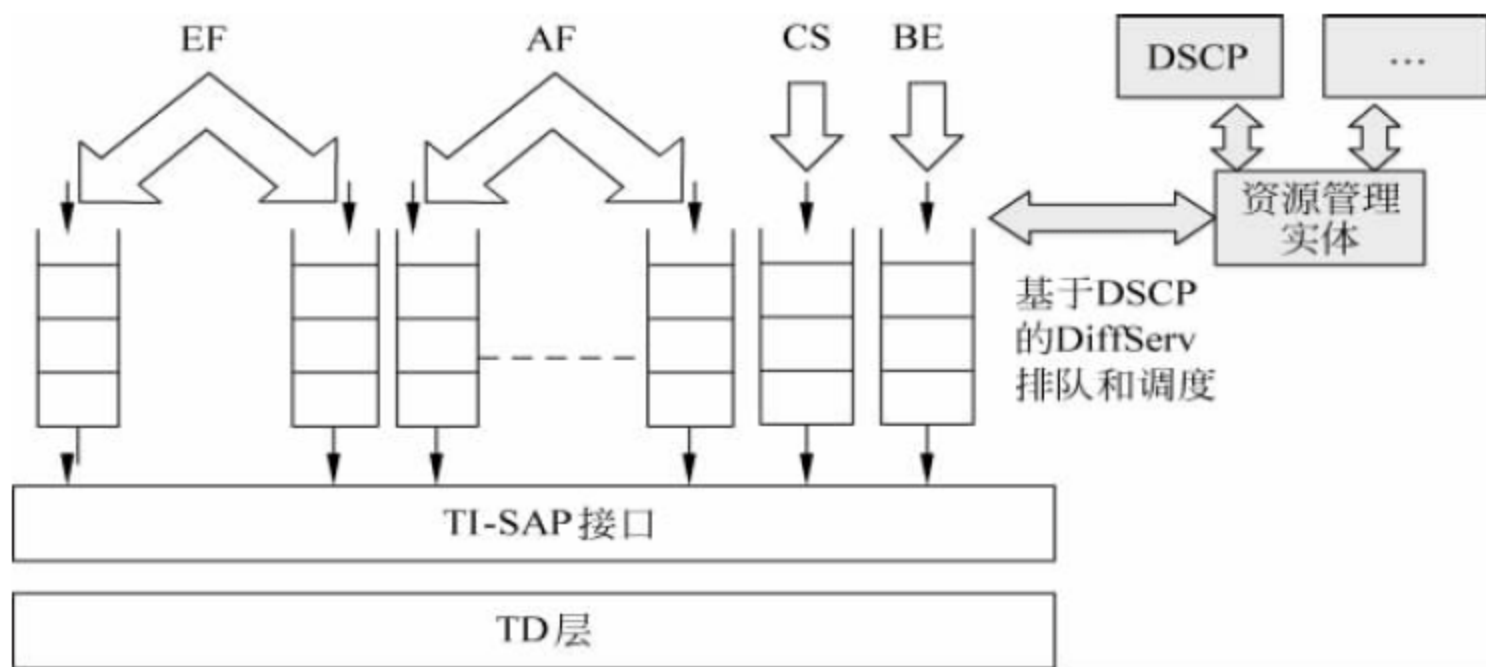 EF
AF
CS
BE
DSCP
…
资源管理
实体
基于DSCP
的DiffServ
排队和调度
TI-SAP接口
TD层